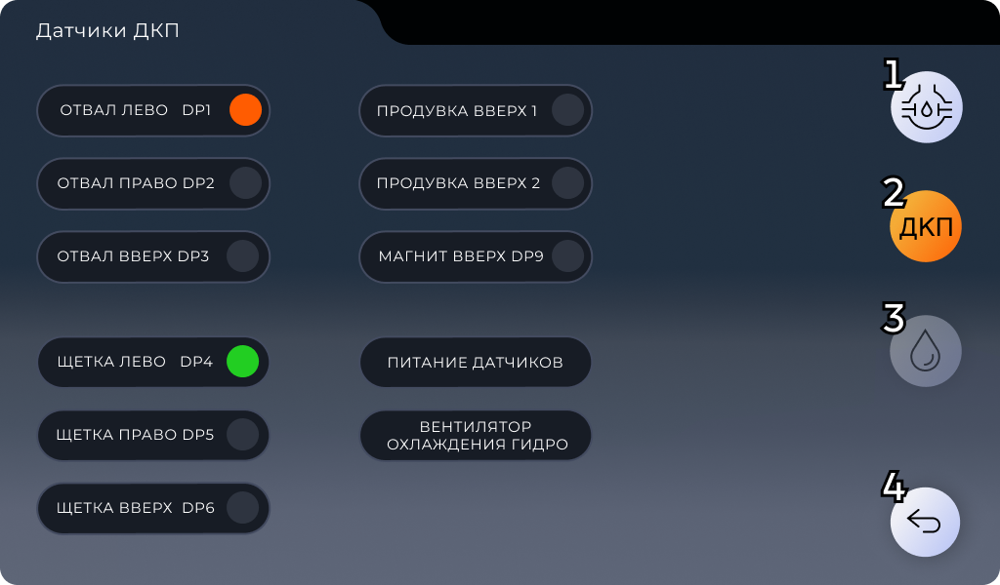 Датчики ДКП
ОТВАЛ ЛЕВО DP1
ОТВАЛ ПРАВО DP2
ОТВАЛ ВВЕРХ DP3
ЩЕТКА ЛЕВО DP4
ЩЕТКА ПРАВО DP5
ЩЕТКА ВВЕРХ DP6
ПРОДУВКА ВВЕРХ 1
ПРОДУВКА ВВЕРХ 2
МАГНИТ ВВЕРХ DP9
ПИТАНИЕ ДАТЧИКОВ
ВЕНТИЛЯТОР
ОХЛАЖДЕНИЯ ГИДРО
1
2
ДКП
3
4